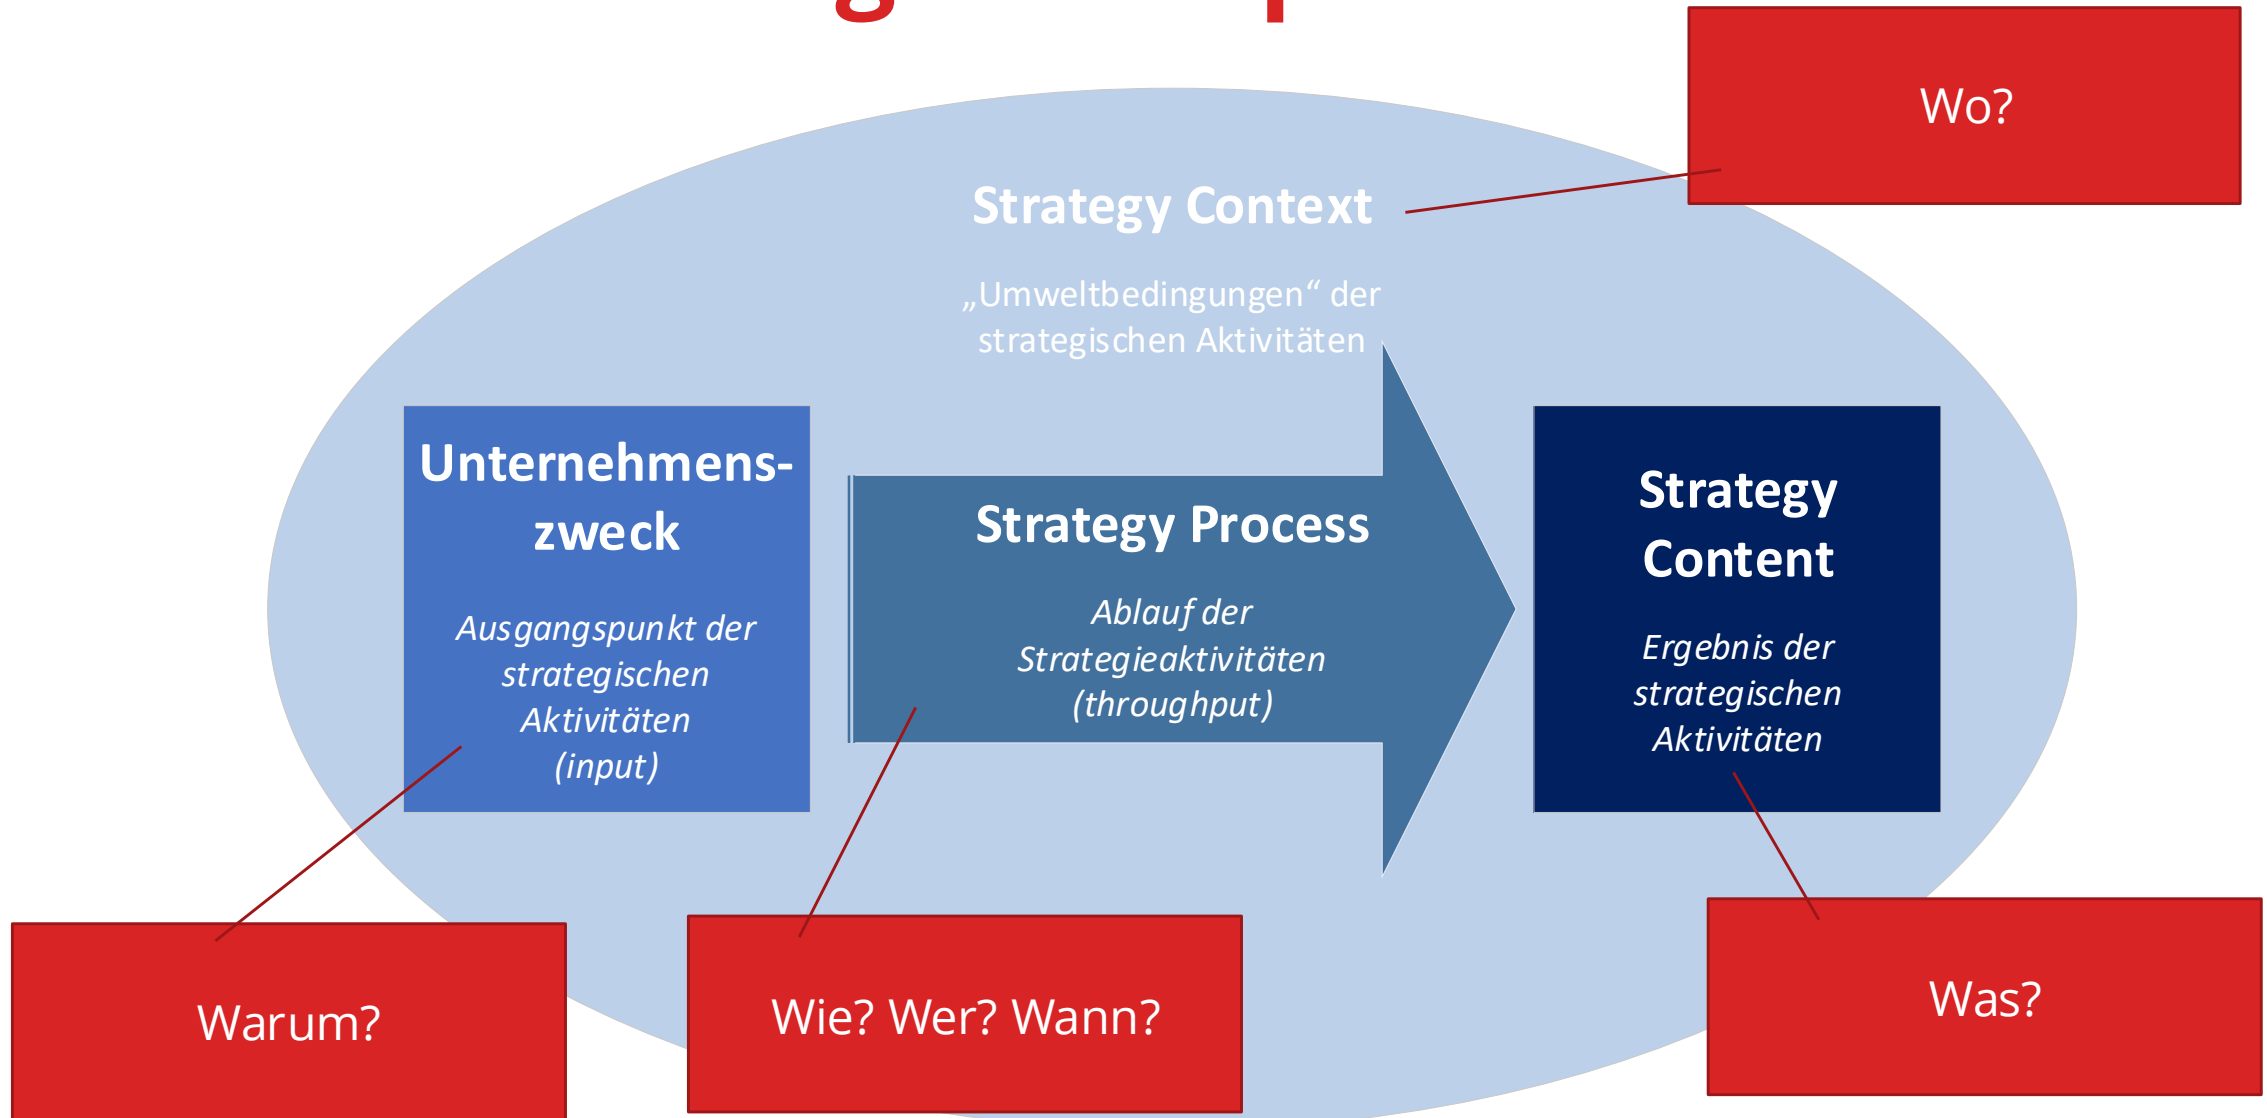 Wo?
Strategy Context
„Umweltbedingungen“ der
strategischen Aktivitäten
Unternehmens-
zweck
Ausgangspunkt der
strategischen
Aktivitäten
(input)
Strategy Process
Ablauf der
Strategieaktivitäten
(throughput)
Strategy
Content
Ergebnis der
strategischen
Aktivitäten
Warum?
Wie? Wer? Wann?
Was?